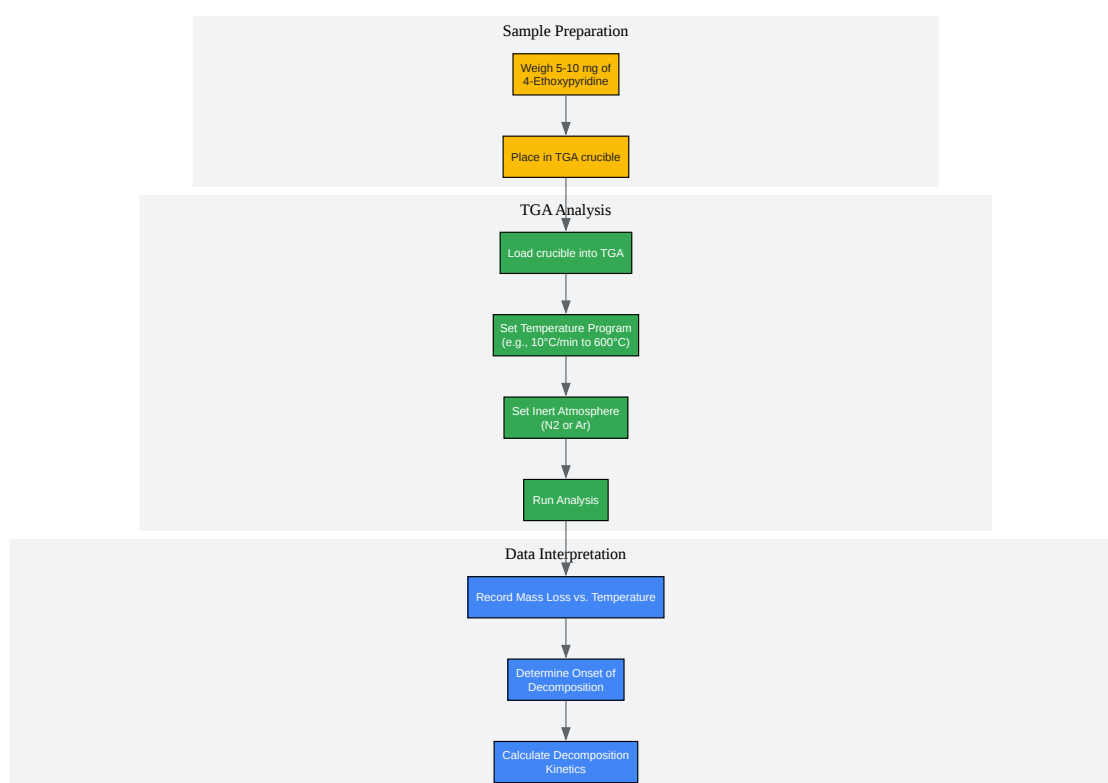 Sample Preparation
Weigh 5-10 mg of
4-Ethoxypyridine
Place in TGA crucible
TGA Analysis
Load crucible into TGA
Set Temperature Program
(e.g., 10°C/min to 600°C)
Set Inert Atmosphere
(N2 or Ar)
Run Analysis
Data Interpretation
Record Mass Loss vs. Temperature
Determine Onset of
Decomposition
Calculate Decomposition
Kinetics